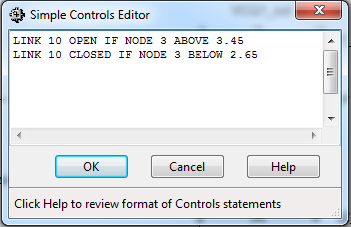 Simple Controls Editor
LINK 10 OPEN IF NODE 3 ABOVE 3.45
LINK 10 CLOSED IF NODE 3 BELOW 2.65
OK Cancel Help
Click Help to review format of Controls statements